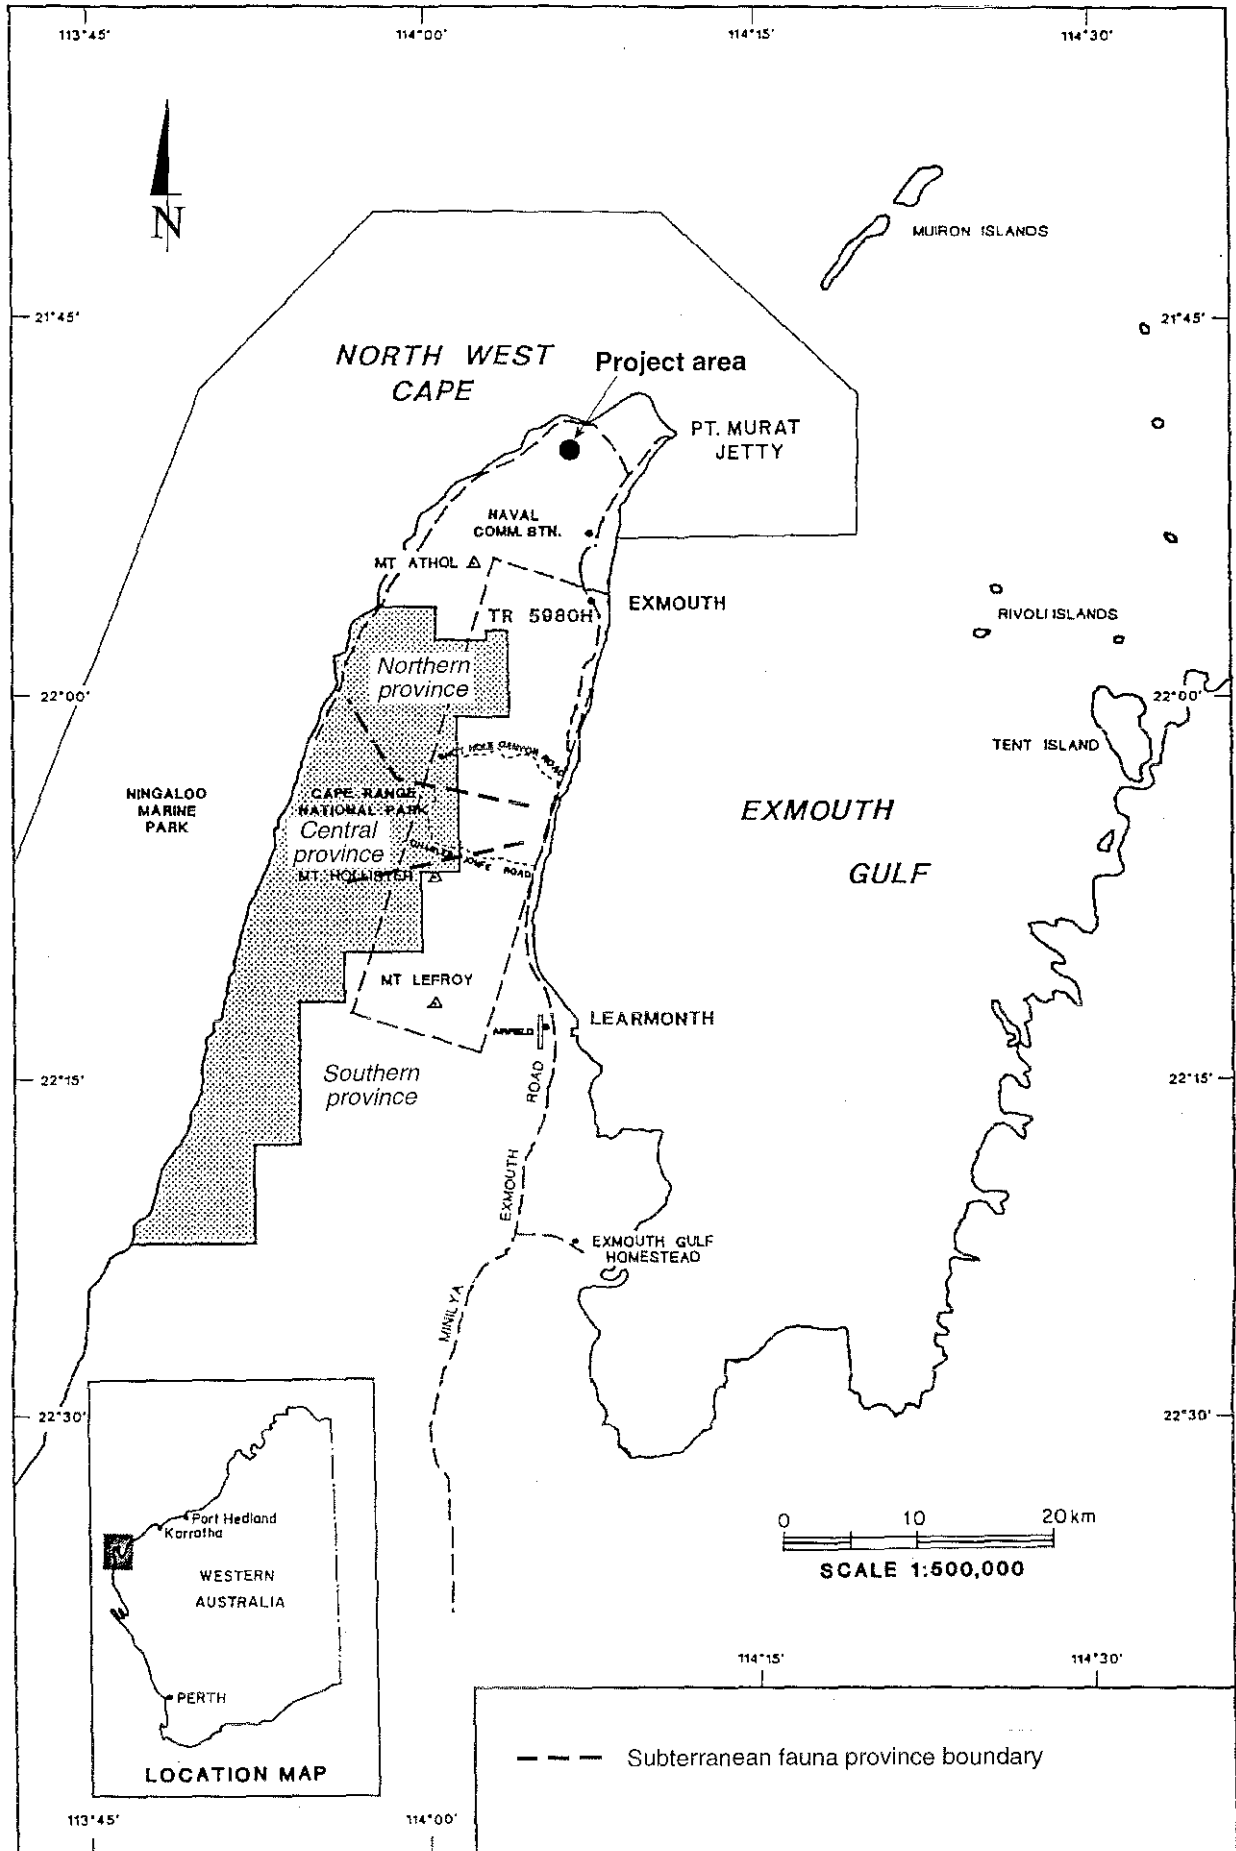 113°45'
114°00'
114°15'
114°30'
N
MUIRON ISLANDS
21°45'
21°45'
NORTH WEST
CAPE
Project area
PT. MURAT
JETTY
NAVAL
COMM. STN.
MT ATHOL
EXMOUTH
TR 5980H
RIVOLI ISLANDS
Northern
province
22°00'
22°00'
TENT ISLAND
HOLE CANYON ROAD
NINGALOO
MARINE
PARK
CAPE RANGE
NATIONAL PARK
EXMOUTH
GULF
Central
province
ROAD
MT HOLLISTER
MT LEFROY
LEARMONTH
AIRFIELD
Southern
province
22°15'
22°15'
ROAD
EXMOUTH
MINILYA
EXMOUTH GULF
HOMESTEAD
22°30'
22°30'
0 10 20 km
SCALE 1:500,000
Port Hedland
Karratha
WESTERN
AUSTRALIA
PERTH
LOCATION MAP
114°15'
114°30'
Subterranean fauna province boundary
113°45'
114°00'